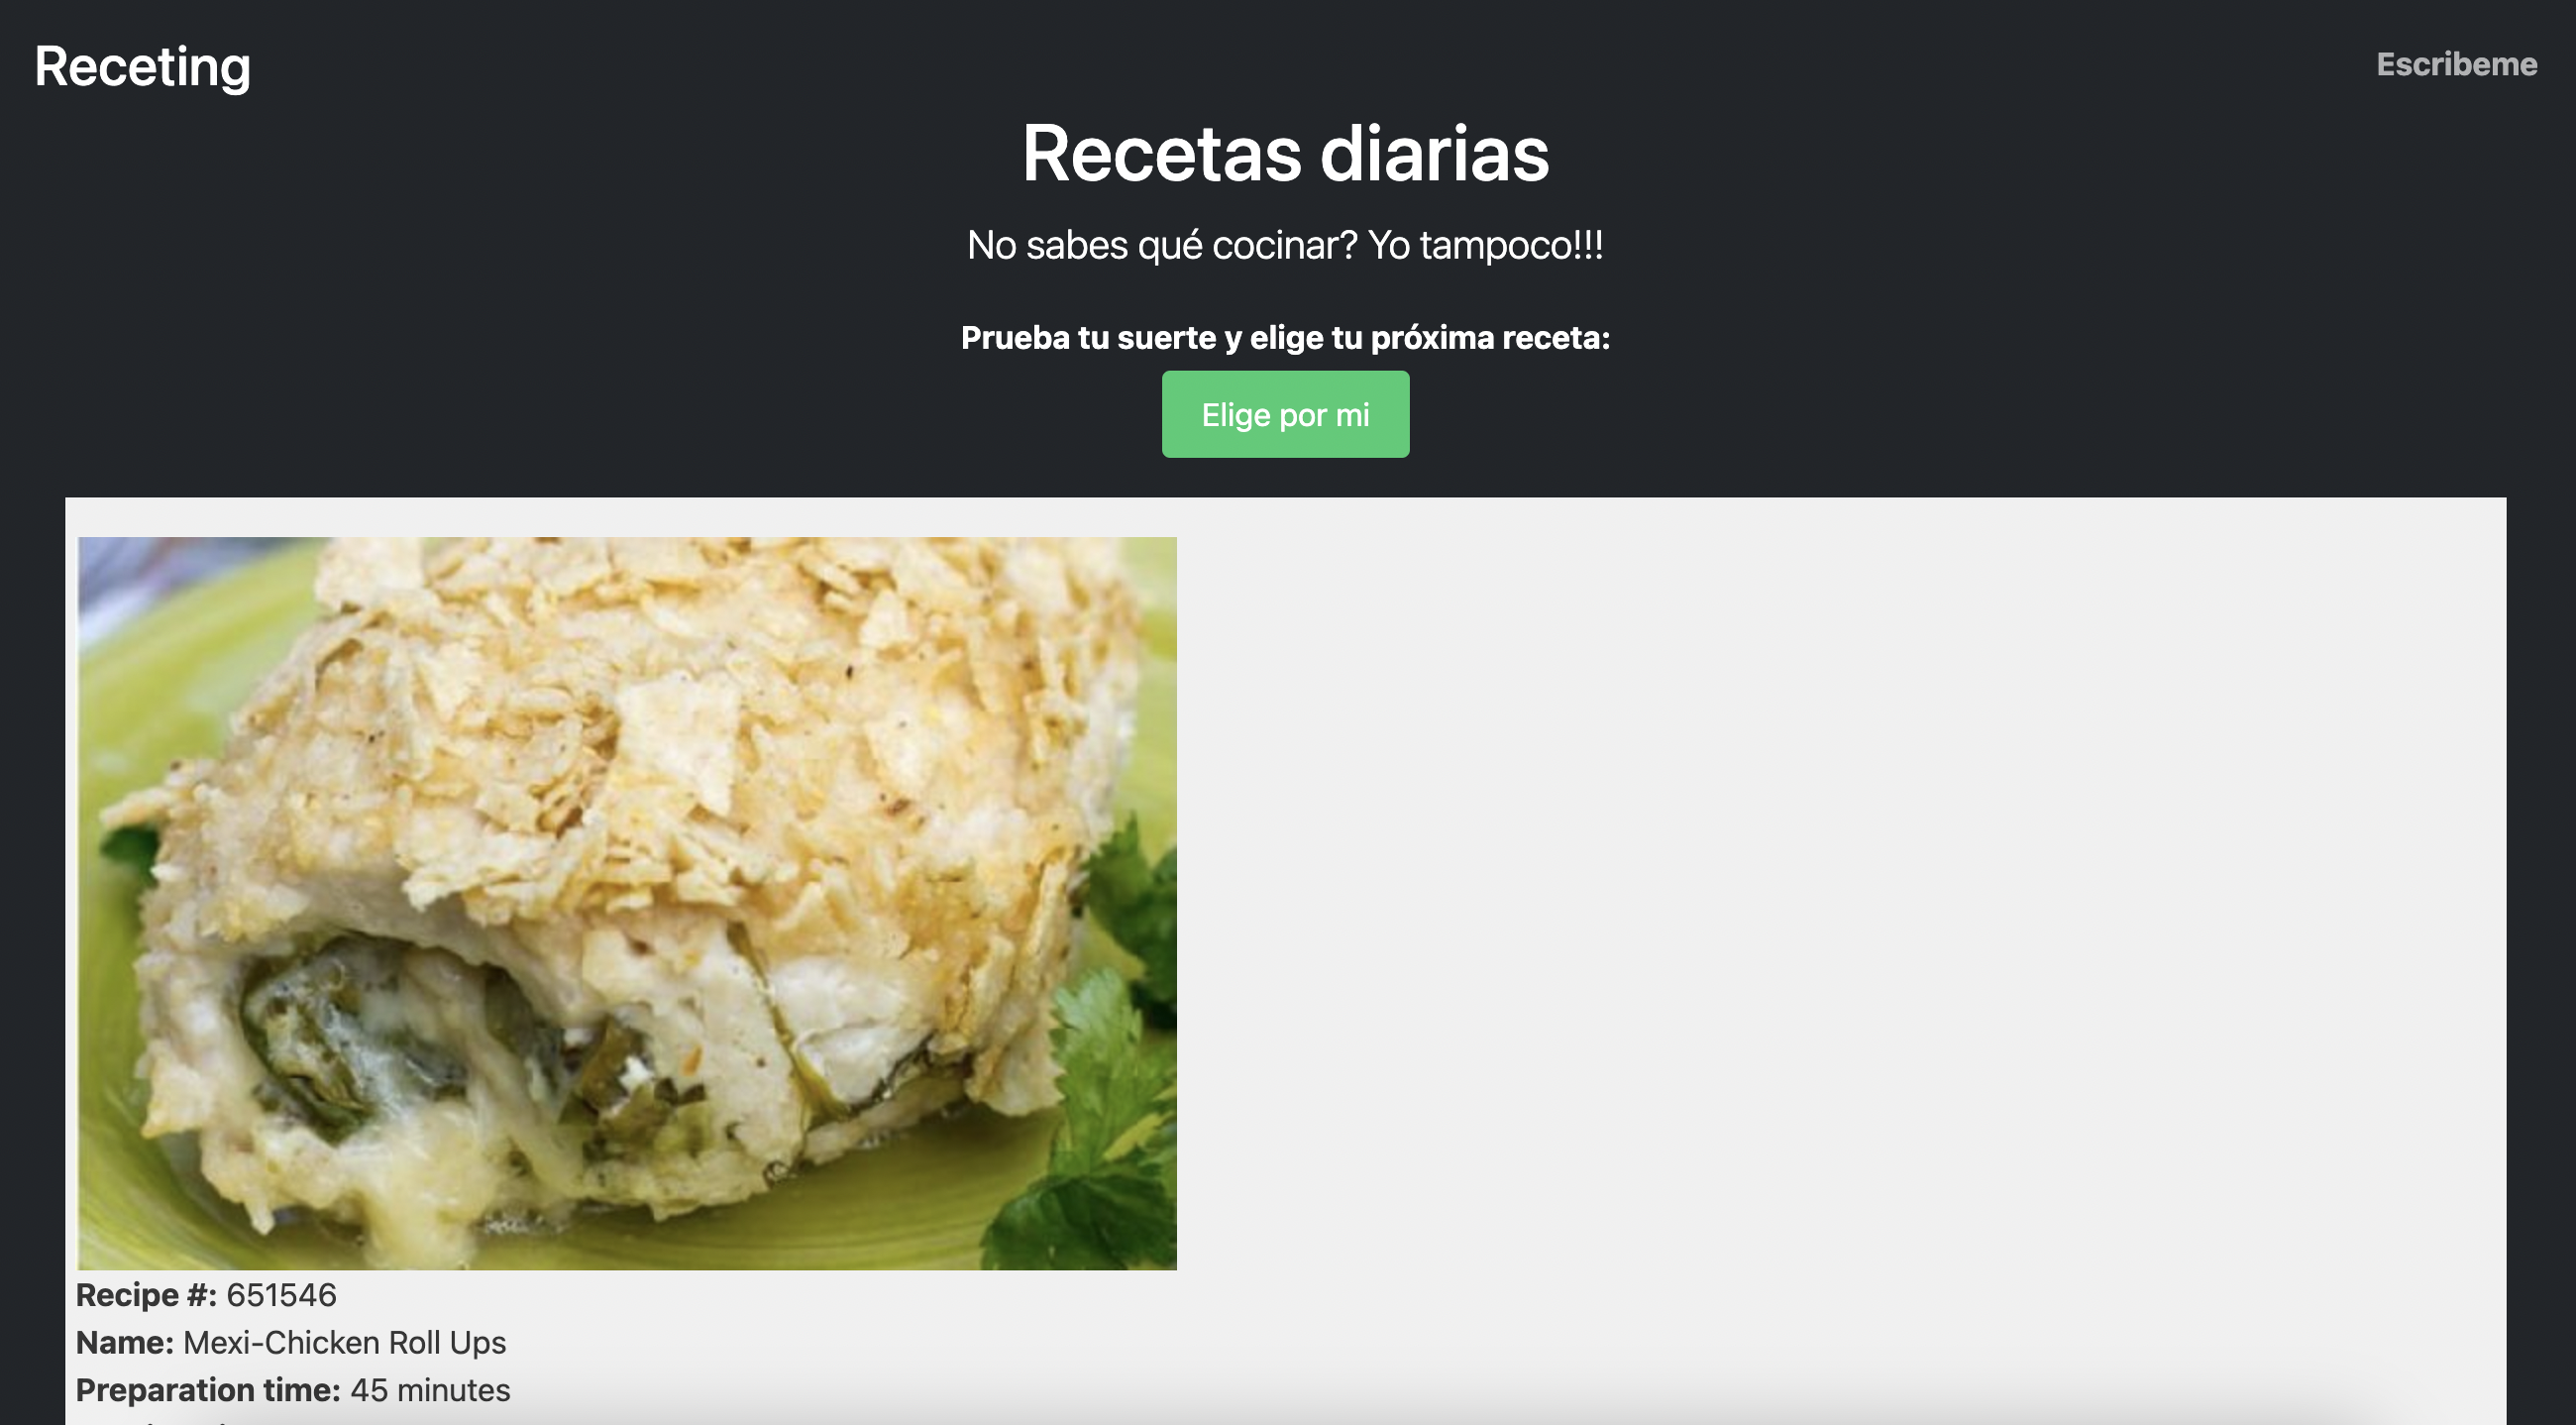 Receting
Escribeme
Recetas diarias
No sabes qué cocinar? Yo tampoco!!!
Prueba tu suerte y elige tu próxima receta:
Elige por mi
Recipe #: 651546
Name: Mexi-Chicken Roll Ups
Preparation time: 45 minutes